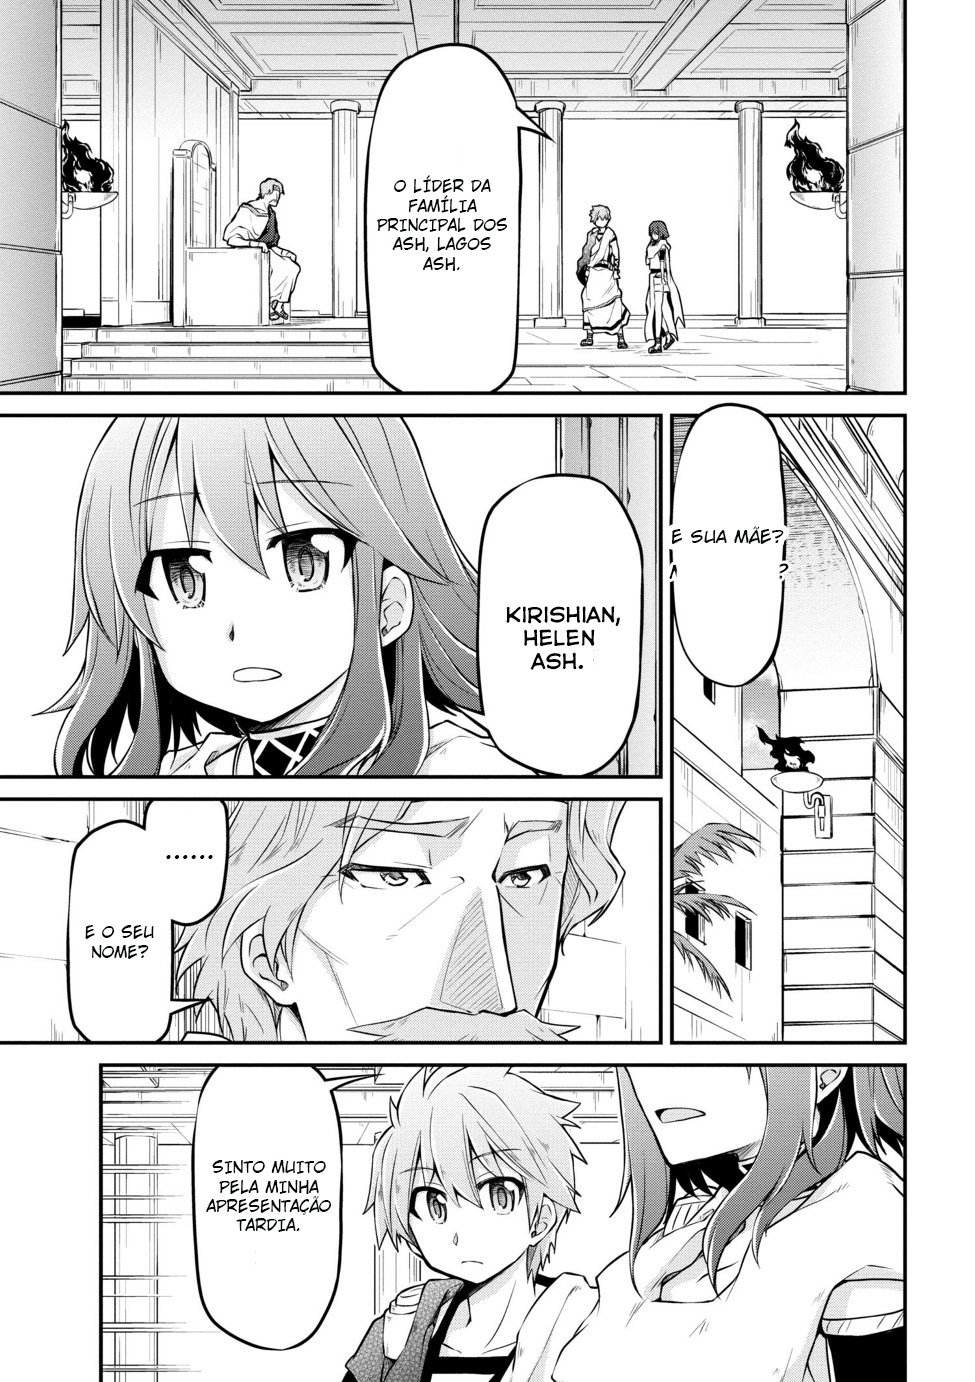 O LÍDER DA
FAMÍLIA
PRINCIPAL DOS
ASH, LAGOS
ASH.
E SUA MÃE?
KIRISHIAN,
HELEN
ASH.
......
E O SEU
NOME?
SINTO MUITO
PELA MINHA
APRESENTAÇÃO
TARDIA.